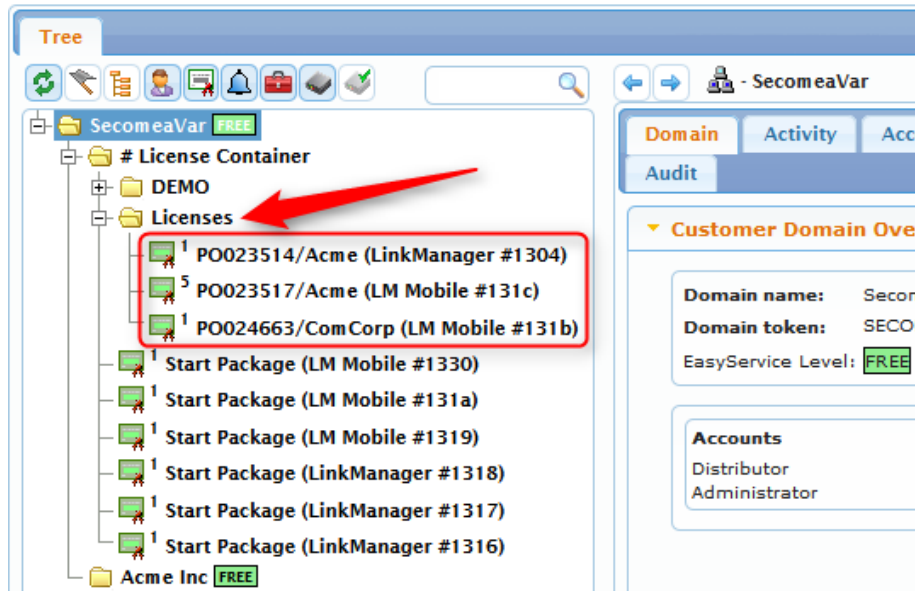 Tree
- SecomeaVar
SecomeaVar FREE
# License Container
DEMO
Licenses
1 PO023514/Acme (LinkManager #1304)
5 PO023517/Acme (LM Mobile #131c)
1 PO024663/ComCorp (LM Mobile #131b)
1 Start Package (LM Mobile #1330)
1 Start Package (LM Mobile #131a)
1 Start Package (LM Mobile #1319)
1 Start Package (LinkManager #1318)
1 Start Package (LinkManager #1317)
1 Start Package (LinkManager #1316)
Acme Inc FREE
Domain Activity Acc
Audit
Customer Domain Ove
Domain name: Secom
Domain token: SECO
EasyService Level: FREE
Accounts
Distributor
Administrator